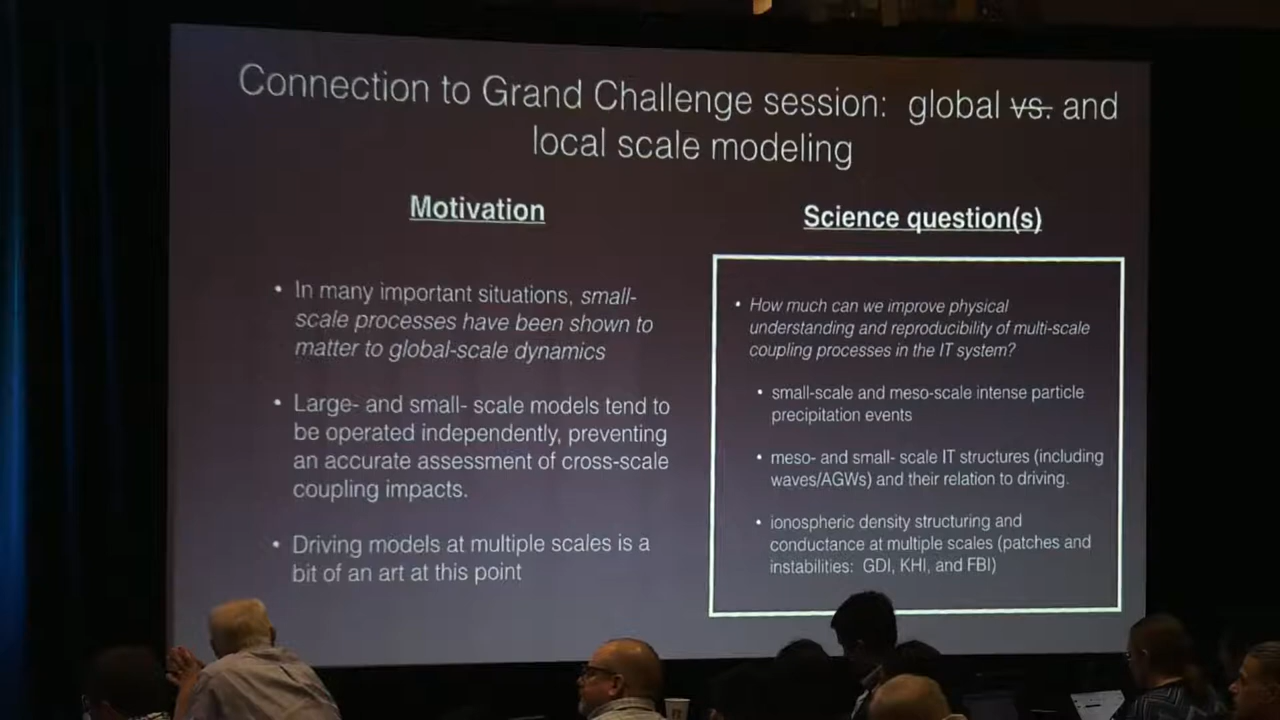 Connection to Grand Challenge session: global vs. and
local scale modeling
Motivation
• In many important situations, small-
scale processes have been shown to
matter to global-scale dynamics
• Large- and small- scale models tend to
be operated independently, preventing
an accurate assessment of cross-scale
coupling impacts.
• Driving models at multiple scales is a
bit of an art at this point
Science question(s)
• How much can we improve physical
understanding and reproducibility of multi-scale
coupling processes in the IT system?
• small-scale and meso-scale intense particle
precipitation events
• meso- and small- scale IT structures (including
waves/AGWs) and their relation to driving.
• ionospheric density structuring and
conductance at multiple scales (patches and
instabilities: GDI, KHI, and FBI)